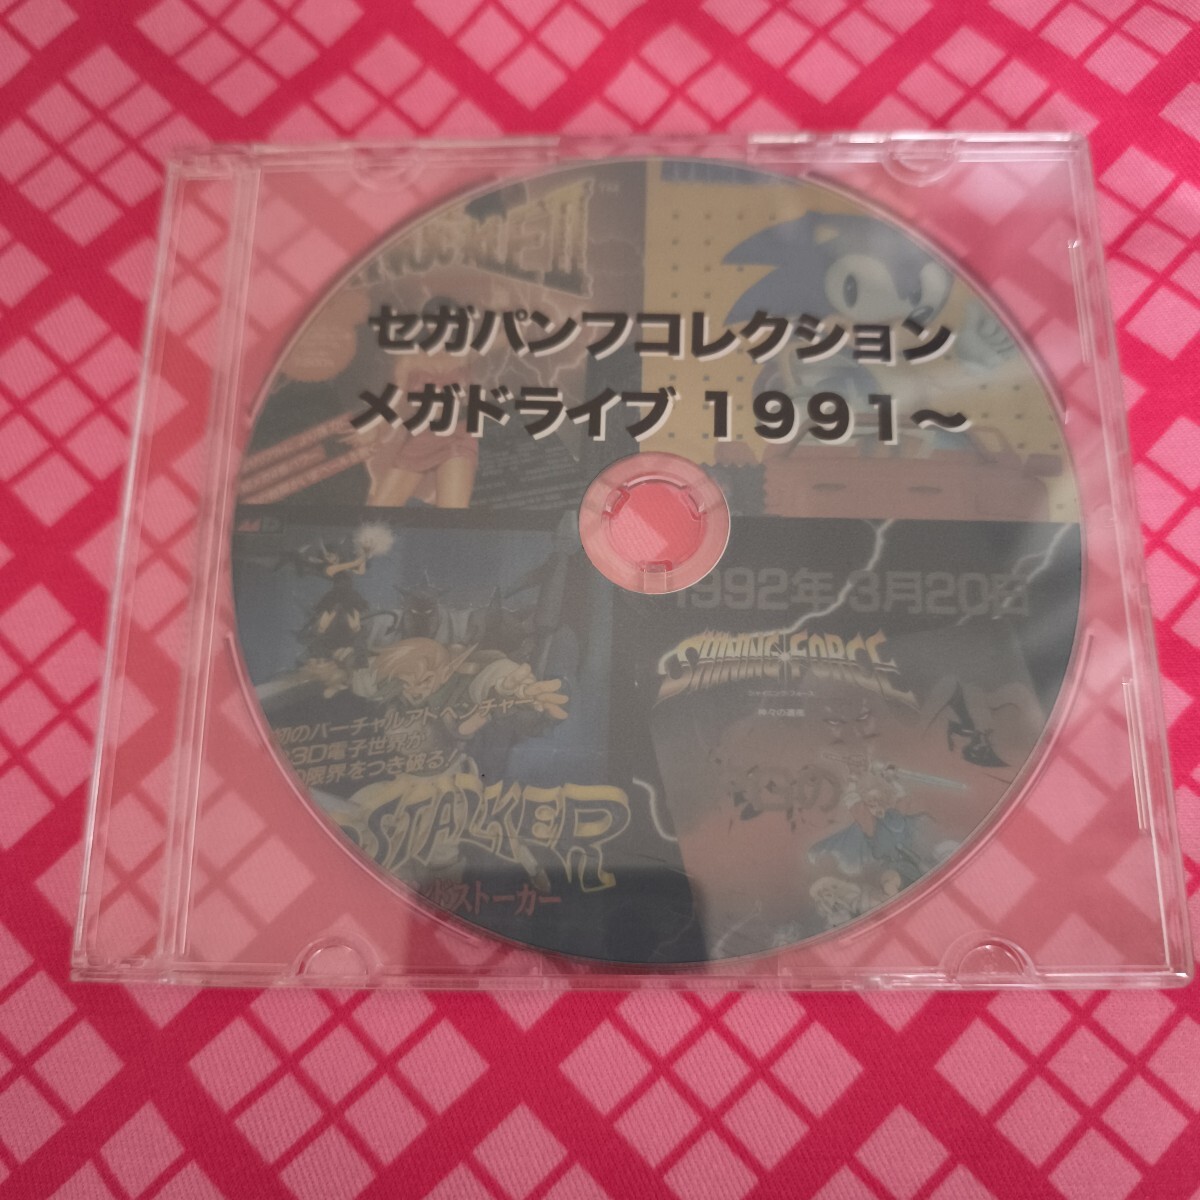 セガパンフコレクション
メガドライブ 1991～
1992年 3月20日
SHINING FORCE
シャイニング・フォース
神々の遺産
初のバーチャルアドベンチャー。
3D電子世界が
の限界をつき破る！
STALKER
ストーカー